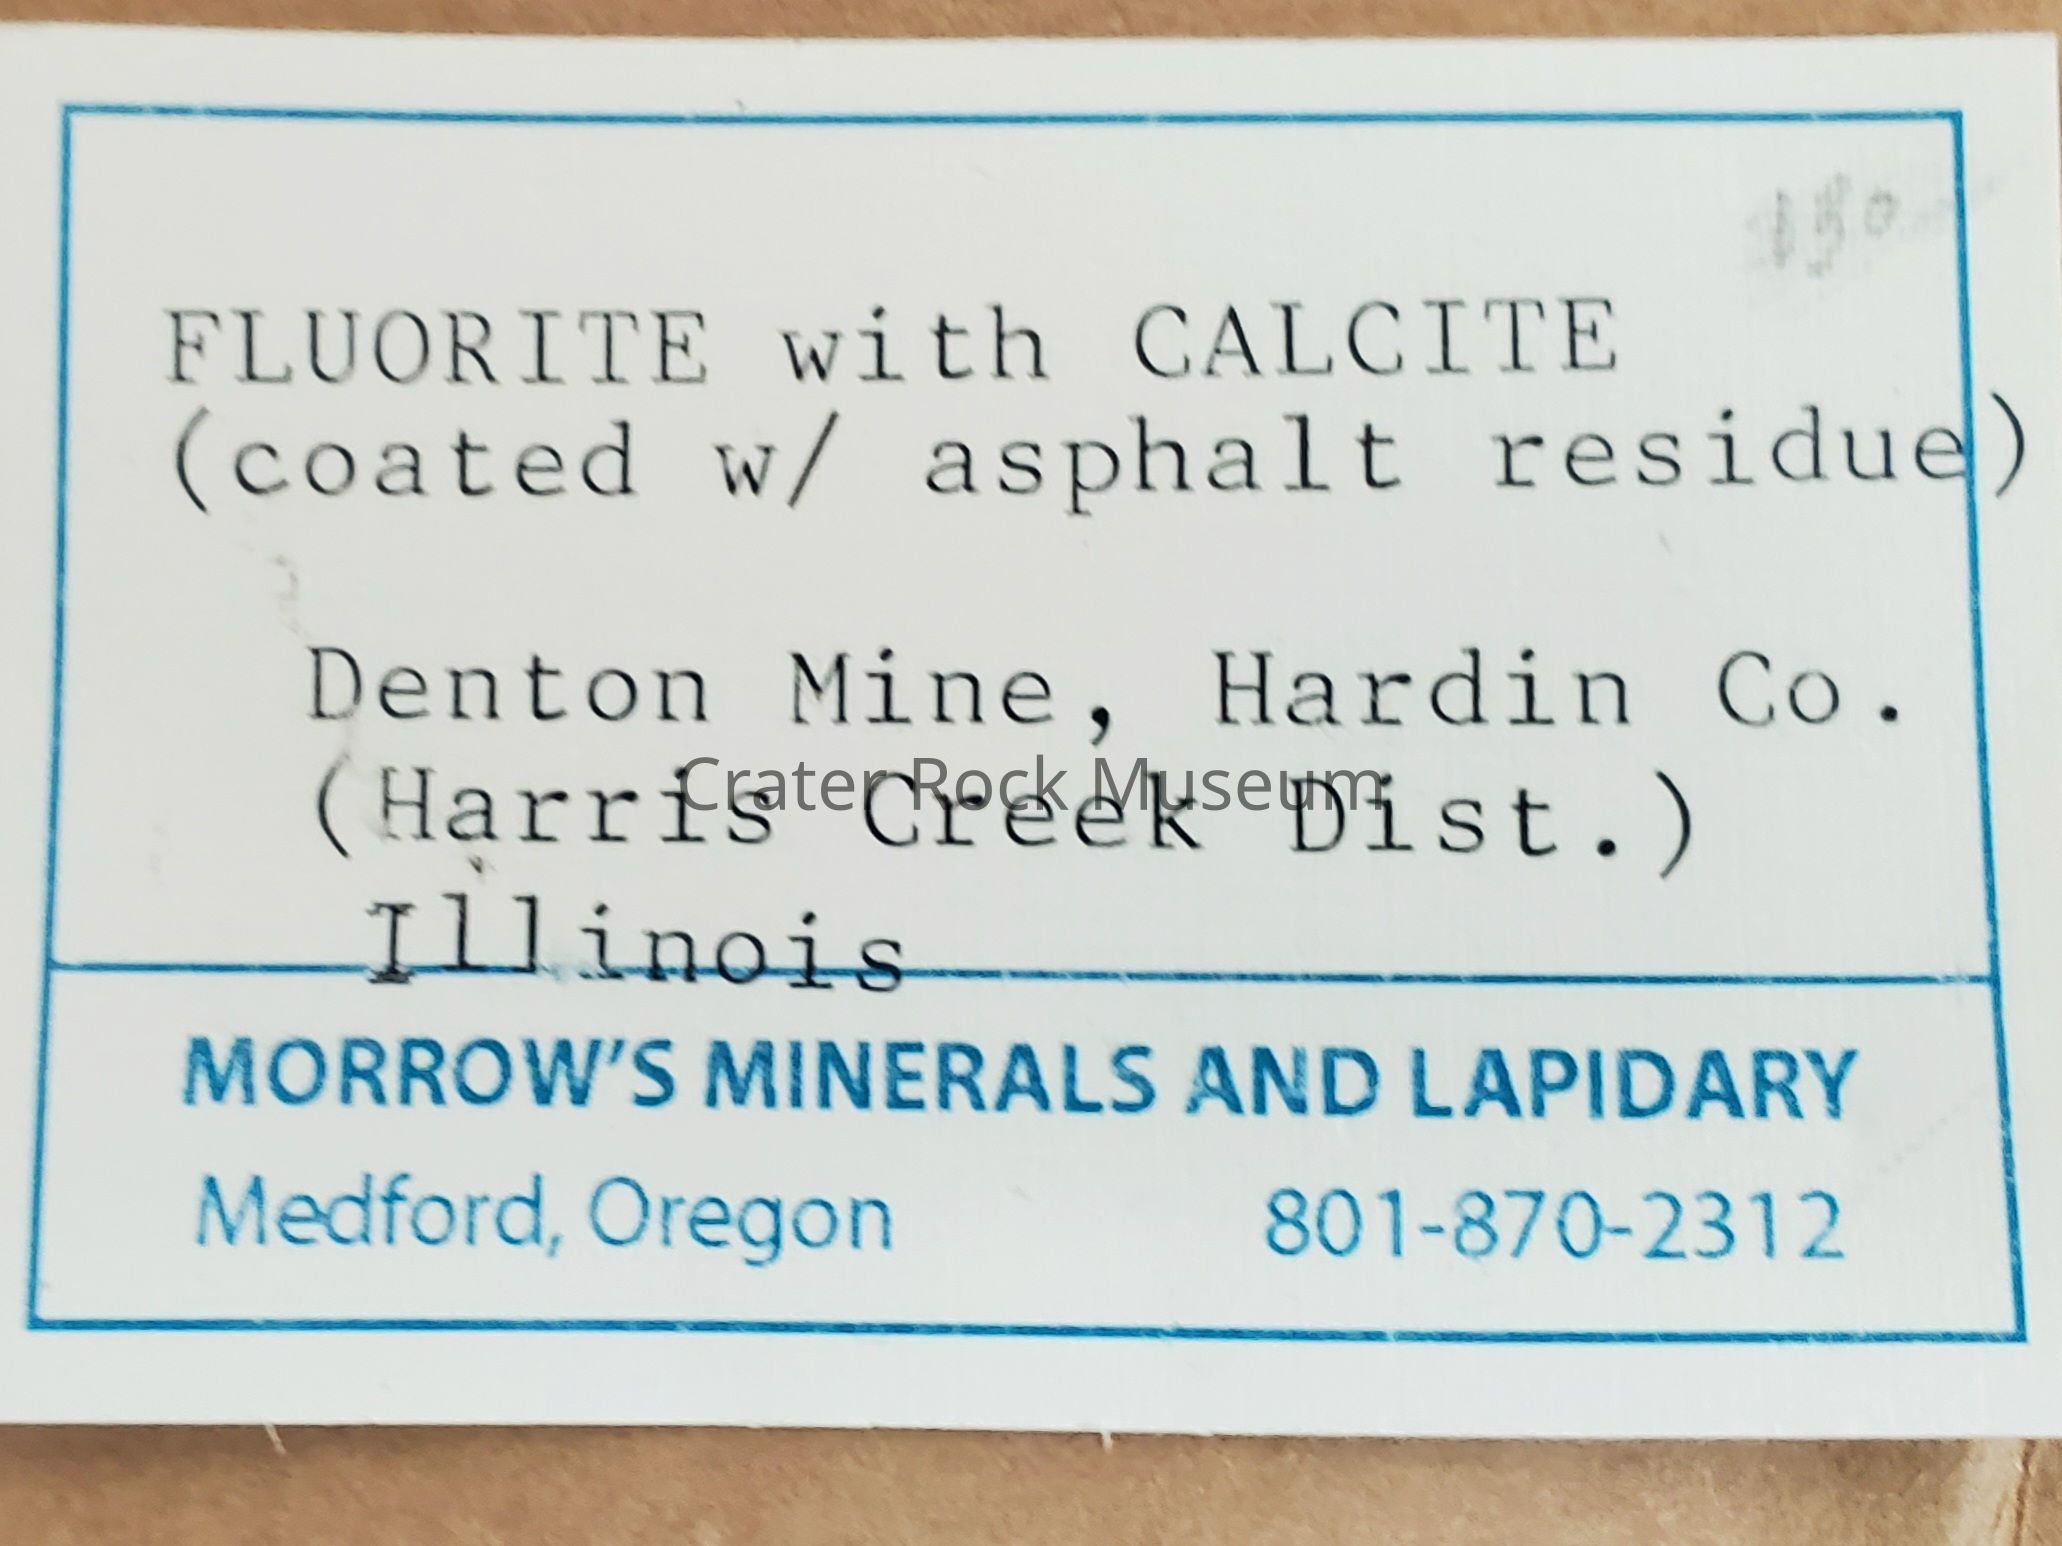 FLUORITE with CALCITE
(coated w/ asphalt residue)
Denton Mine, Hardin Co.
(Harris Creek Dist.)
Crater Rock Museum
Illinois
MORROW'S MINERALS AND LAPIDARY
Medford, Oregon 801-870-2312